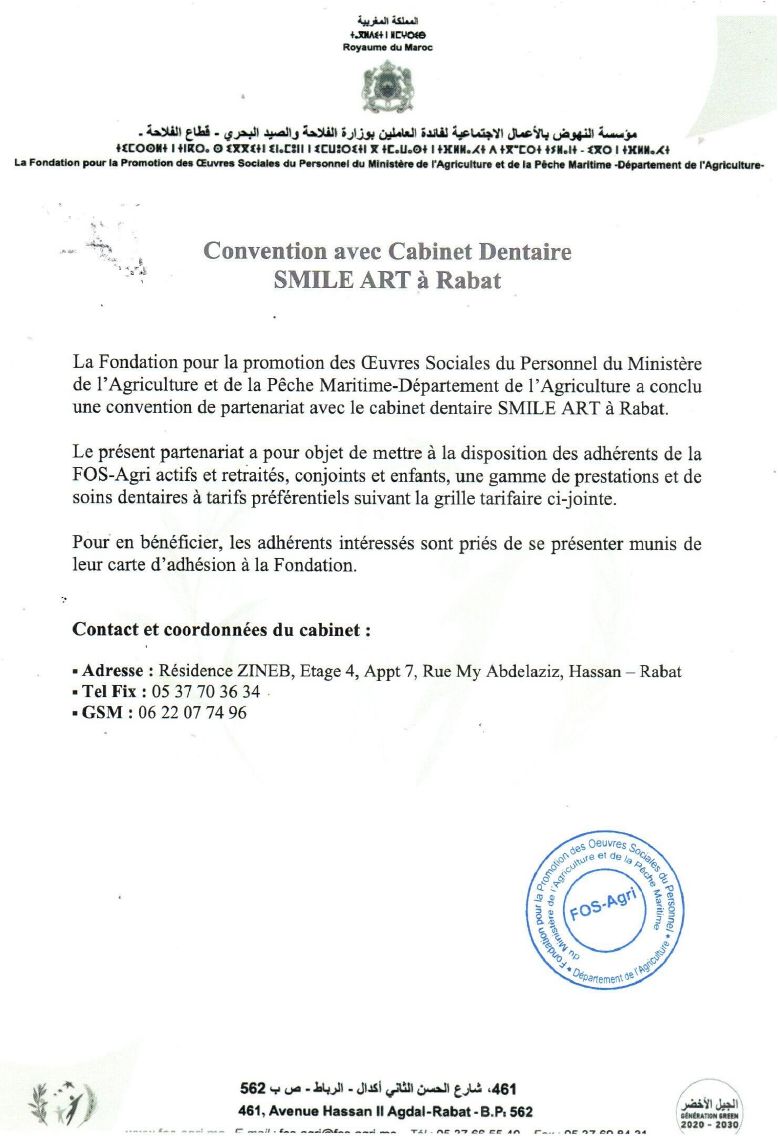 المملكة المغربية
ⵜⴰⴳⵍⴷⵉⵜ ⵏ ⵍⵎⵖⵔⵉⴱ
Royaume du Maroc
مؤسسة النهوض بالأعمال الاجتماعية لفائدة العاملين بوزارة الفلاحة والصيد البحري - قطاع الفلاحة -
La Fondation pour la Promotion des Œuvres Sociales du Personnel du Ministère de l'Agriculture et de la Pêche Maritime -Département de l'Agriculture-
Convention avec Cabinet Dentaire
SMILE ART à Rabat
La Fondation pour la promotion des Œuvres Sociales du Personnel du Ministère
de l’Agriculture et de la Pêche Maritime-Département de l’Agriculture a conclu
une convention de partenariat avec le cabinet dentaire SMILE ART à Rabat.
Le présent partenariat a pour objet de mettre à la disposition des adhérents de la
FOS-Agri actifs et retraités, conjoints et enfants, une gamme de prestations et de
soins dentaires à tarifs préférentiels suivant la grille tarifaire ci-jointe.
Pour en bénéficier, les adhérents intéressés sont priés de se présenter munis de
leur carte d’adhésion à la Fondation.
Contact et coordonnées du cabinet :
▪ Adresse : Résidence ZINEB, Etage 4, Appt 7, Rue My Abdelaziz, Hassan – Rabat
▪ Tel Fix : 05 37 70 36 34
▪ GSM : 06 22 07 74 96
Fondation pour la Promotion des Oeuvres Sociales du Personnel
du Ministère de l'Agriculture et de la Pêche Maritime
FOS-Agri
• Département de l'Agriculture •
461، شارع الحسن الثاني أكدال - الرباط - ص ب 562
461, Avenue Hassan II Agdal-Rabat -B.P: 562
الجيل الأخضر
GÉNÉRATION GREEN
2020 - 2030